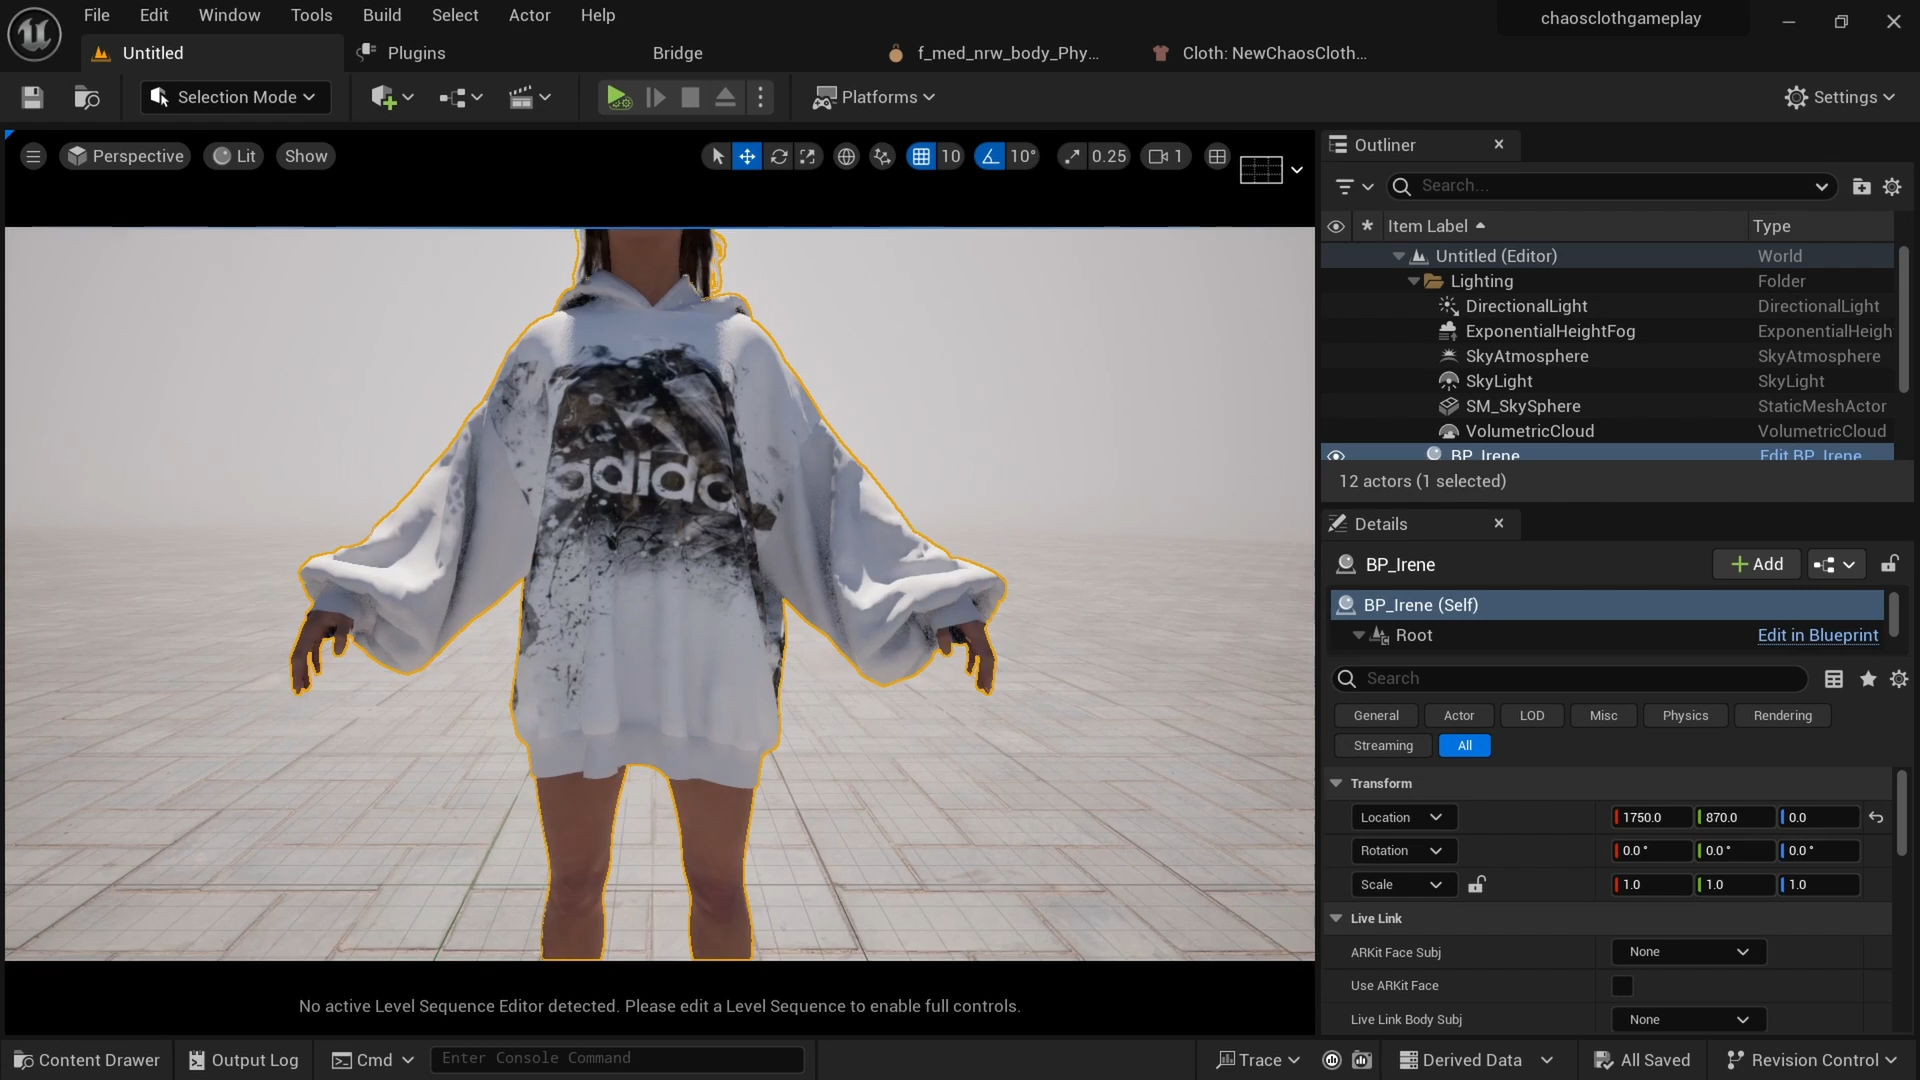 File Edit Window Tools Build Select Actor Help
chaosclothgameplay
Untitled
Plugins
Bridge
f_med_nrw_body_Phy...
Cloth: NewChaosCloth...
Selection Mode
Platforms
Settings
Perspective
Lit
Show
10
10°
0.25
1
Outliner
Search...
Item Label
Type
Untitled (Editor)
World
Lighting
Folder
DirectionalLight
DirectionalLight
ExponentialHeightFog
ExponentialHeigh
SkyAtmosphere
SkyAtmosphere
SkyLight
SkyLight
SM_SkySphere
StaticMeshActor
VolumetricCloud
VolumetricCloud
BP_Irene
Edit BP_Irene
12 actors (1 selected)
adidas
Details
BP_Irene
Add
BP_Irene (Self)
Root
Edit in Blueprint
Search
General Actor LOD Misc Physics Rendering
Streaming All
Transform
Location 1750.0 870.0 0.0
Rotation 0.0° 0.0° 0.0°
Scale 1.0 1.0 1.0
Live Link
ARKit Face Subj None
Use ARKit Face
Live Link Body Subj None
No active Level Sequence Editor detected. Please edit a Level Sequence to enable full controls.
Content Drawer
Output Log
Cmd
Enter Console Command
Trace
Derived Data
All Saved
Revision Control